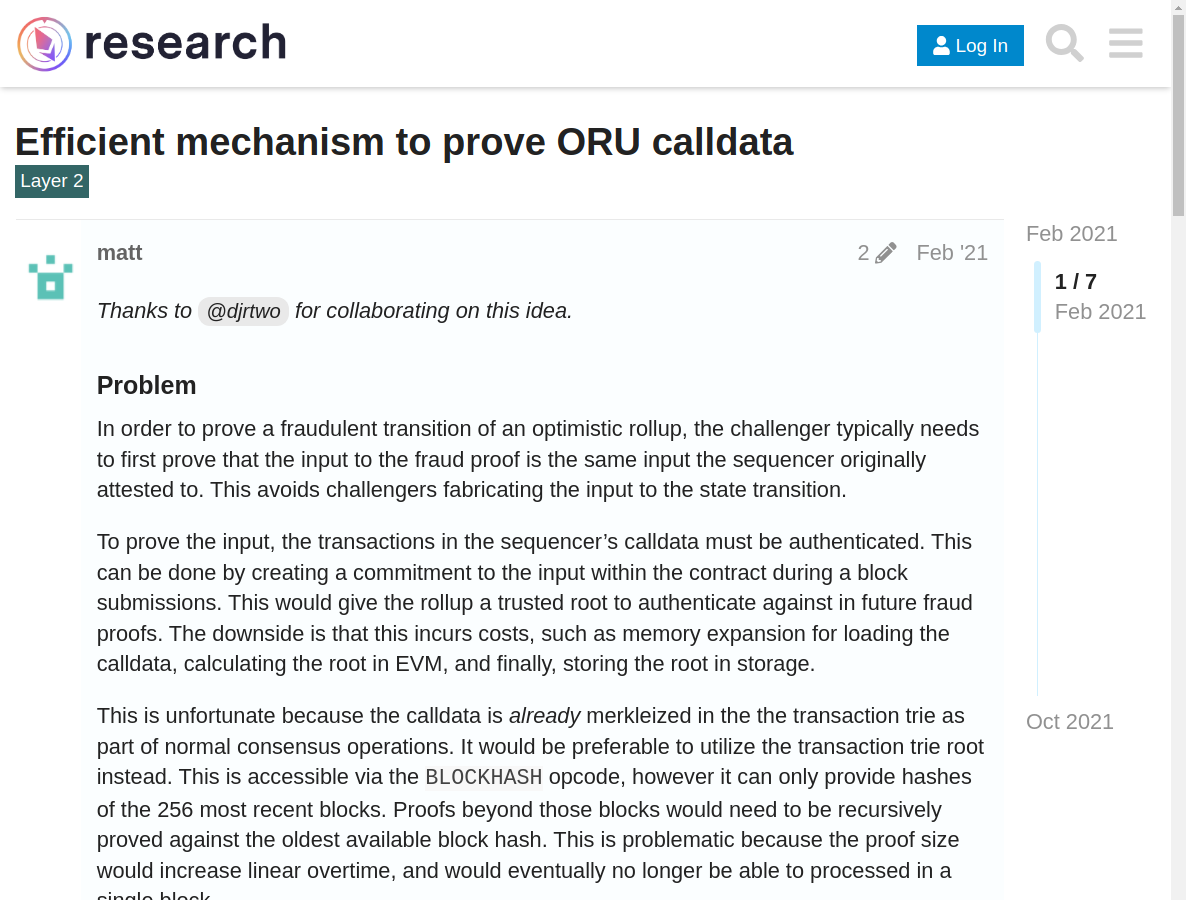 research
Log In
Efficient mechanism to prove ORU calldata
Layer 2
matt
2
Feb '21
Thanks to @djrtwo for collaborating on this idea.
Problem
In order to prove a fraudulent transition of an optimistic rollup, the challenger typically needs
to first prove that the input to the fraud proof is the same input the sequencer originally
attested to. This avoids challengers fabricating the input to the state transition.
To prove the input, the transactions in the sequencer’s calldata must be authenticated. This
can be done by creating a commitment to the input within the contract during a block
submissions. This would give the rollup a trusted root to authenticate against in future fraud
proofs. The downside is that this incurs costs, such as memory expansion for loading the
calldata, calculating the root in EVM, and finally, storing the root in storage.
This is unfortunate because the calldata is already merkleized in the the transaction trie as
part of normal consensus operations. It would be preferable to utilize the transaction trie root
instead. This is accessible via the BLOCKHASH opcode, however it can only provide hashes
of the 256 most recent blocks. Proofs beyond those blocks would need to be recursively
proved against the oldest available block hash. This is problematic because the proof size
would increase linear overtime, and would eventually no longer be able to processed in a
single block.
Feb 2021
1 / 7
Feb 2021
Oct 2021